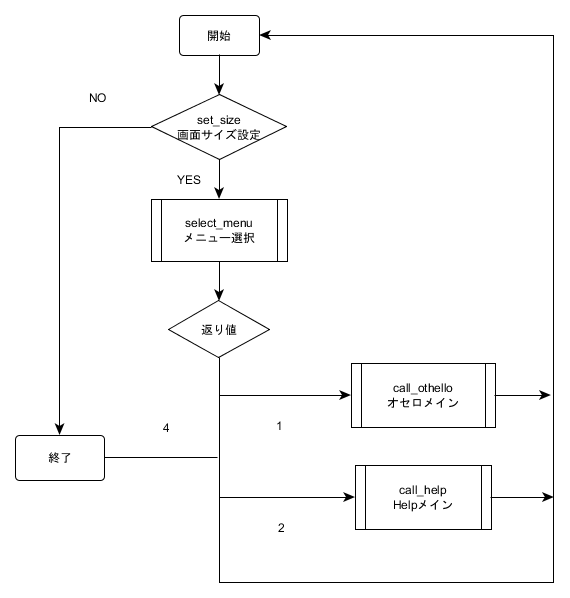 開始
NO
set_size
画面サイズ設定
YES
select_menu
メニュー選択
返り値
call_othello
オセロメイン
4
1
終了
call_help
Helpメイン
2